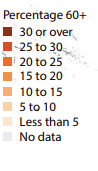 Percentage 60+
30 or over
25 to 30
20 to 25
15 to 20
10 to 15
5 to 10
Less than 5
No data